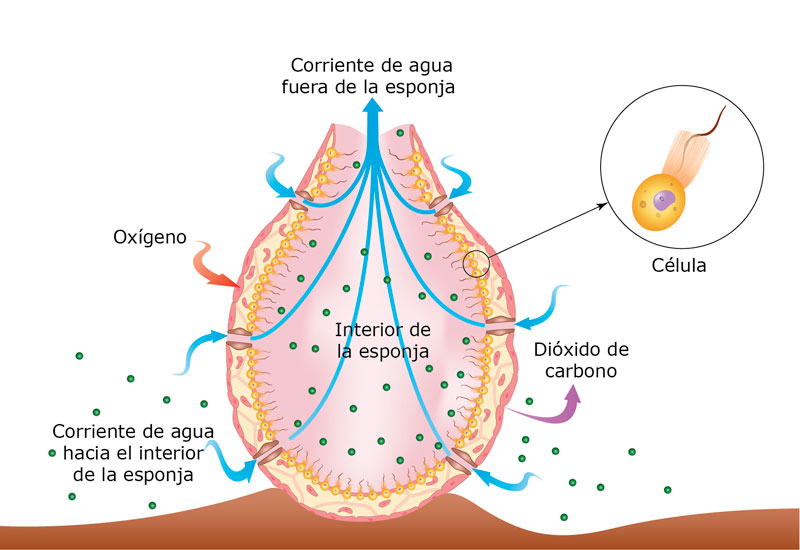 Corriente de agua
fuera de la esponja
Oxígeno
Célula
Interior de
la esponja
Dióxido de
carbono
Corriente de agua
hacia el interior
de la esponja